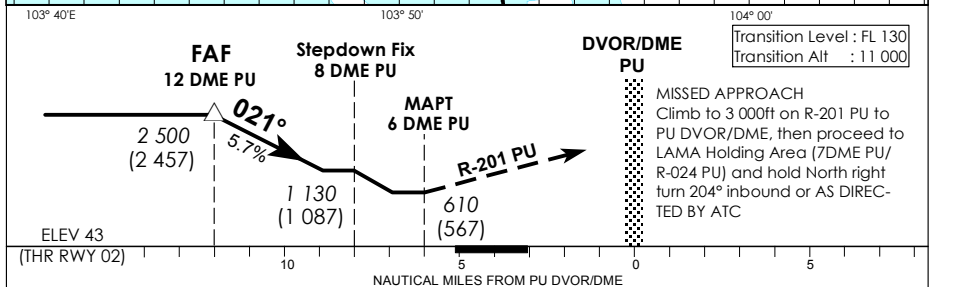 103° 40'E
103° 50'
104° 00'
Transition Level : FL 130
Transition Alt : 11 000
FAF
12 DME PU
Stepdown Fix
8 DME PU
DVOR/DME
PU
MAPT
6 DME PU
021°
5.7%
R-201 PU
2 500
(2 457)
1 130
(1 087)
610
(567)
MISSED APPROACH
Climb to 3 000ft on R-201 PU to
PU DVOR/DME, then proceed to
LAMA Holding Area (7DME PU/
R-024 PU) and hold North right
turn 204° inbound or AS DIREC-
TED BY ATC
ELEV 43
(THR RWY 02)
10
5
0
5
NAUTICAL MILES FROM PU DVOR/DME